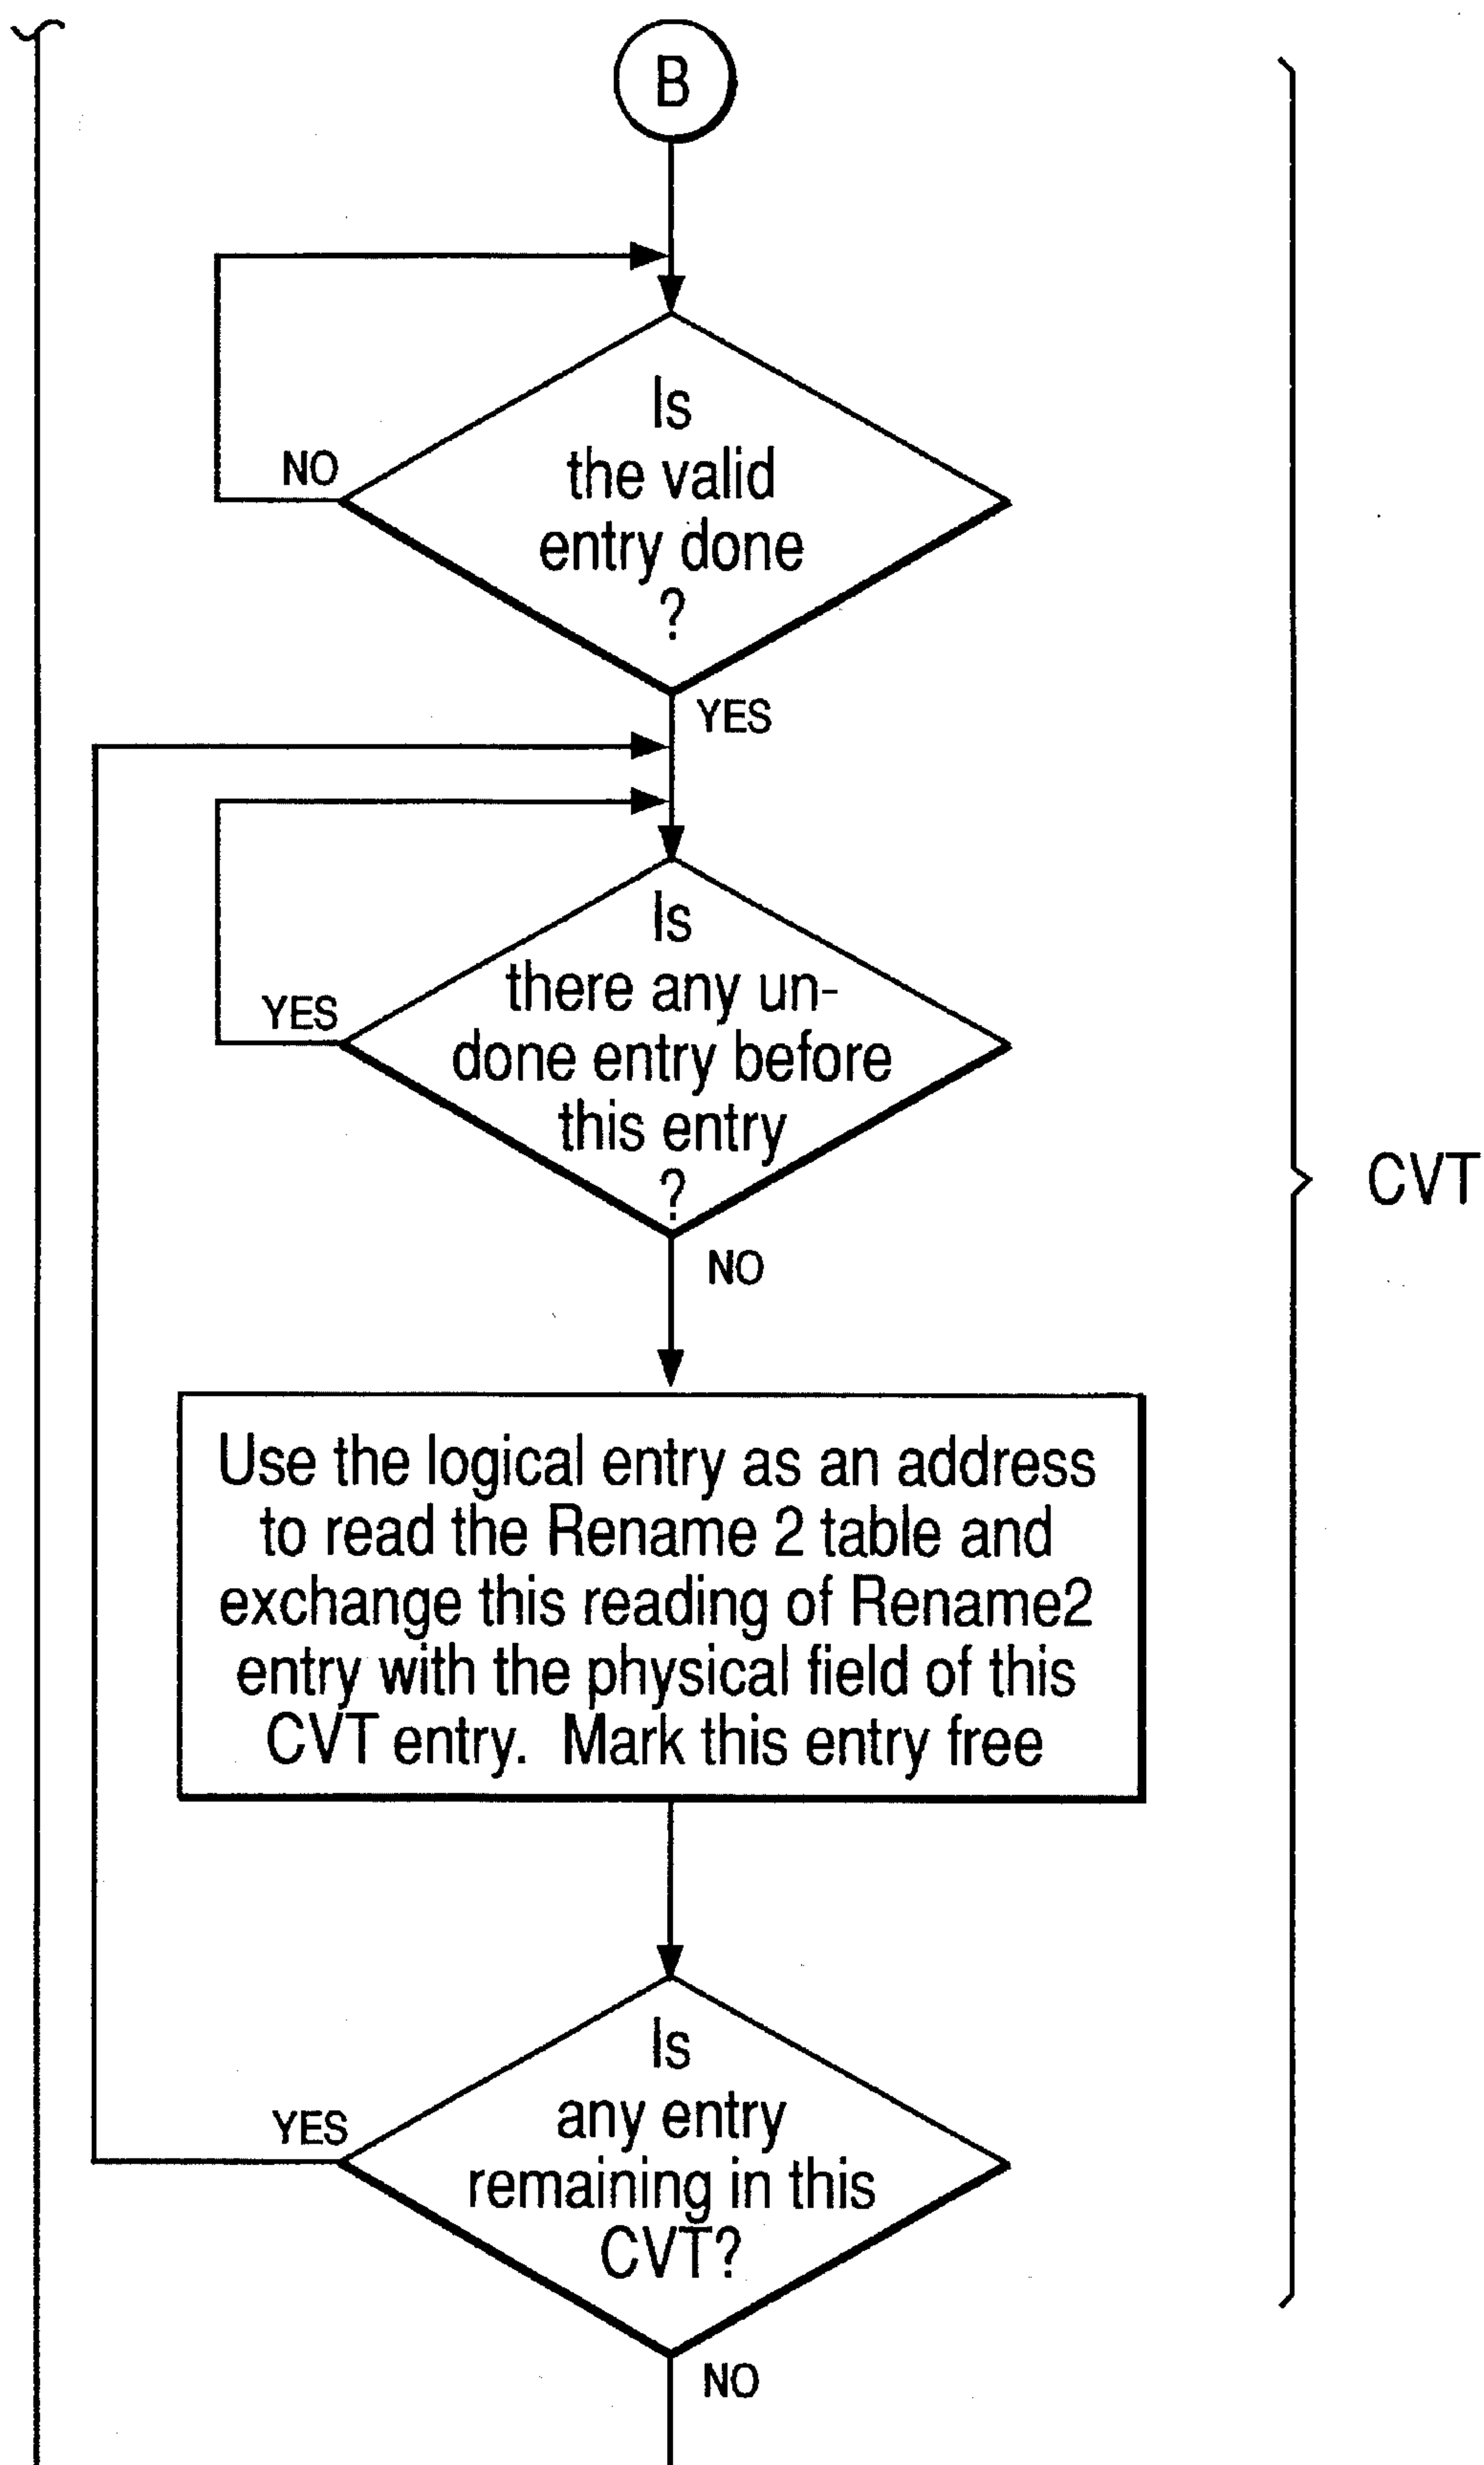 B
Is
the valid
entry done
?
NO
YES
Is
there any un-
done entry before
this entry
?
YES
NO
CVT
Use the logical entry as an address
to read the Rename 2 table and
exchange this reading of Rename2
entry with the physical field of this
CVT entry. Mark this entry free
Is
any entry
remaining in this
CVT?
YES
NO